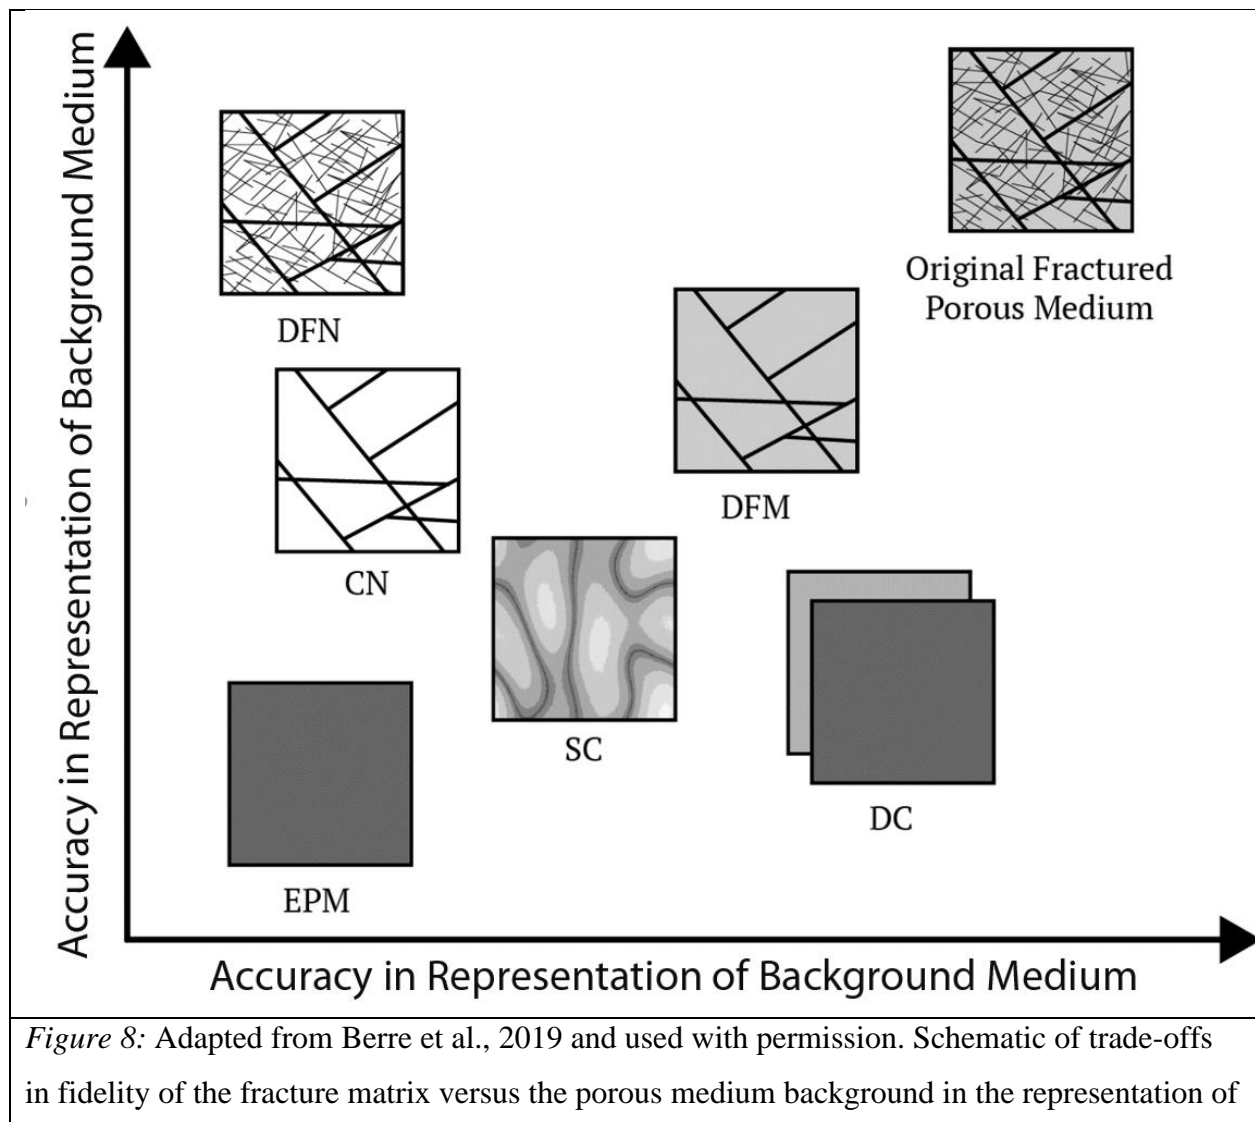 Accuracy in Representation of Background Medium
DFN
Original Fractured
Porous Medium
DFM
CN
SC
DC
EPM
Accuracy in Representation of Background Medium
Figure 8: Adapted from Berre et al., 2019 and used with permission. Schematic of trade-offs
in fidelity of the fracture matrix versus the porous medium background in the representation of